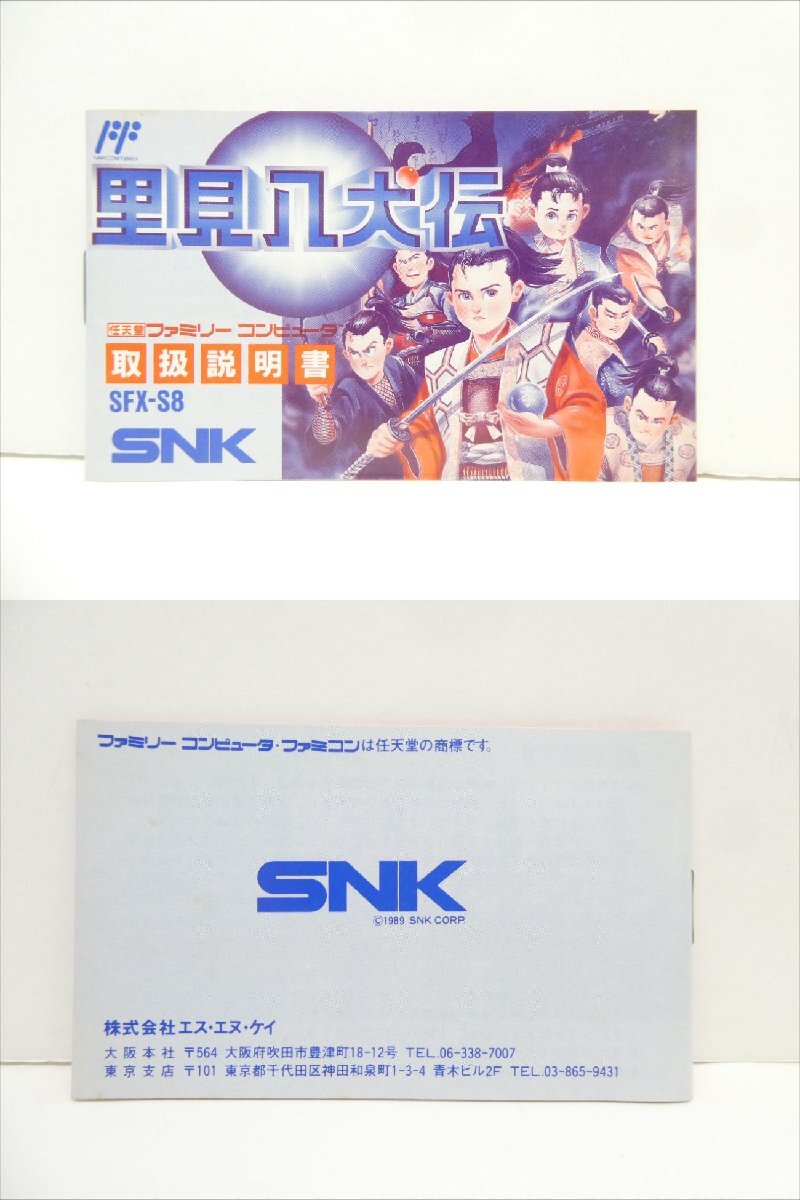 FAMICOM FAMILY
里見八犬伝
任天堂 ファミリーコンピュータ
取扱説明書
SFX-S8
SNK
ファミリー コンピュータ・ファミコンは任天堂の商標です。
SNK
©1989 SNK CORP.
株式会社エス・エヌ・ケイ
大阪本社 〒564 大阪府吹田市豊津町18-12号 TEL.06-338-7007
東京支店 〒101 東京都千代田区神田和泉町1-3-4 青木ビル2F TEL.03-865-9431